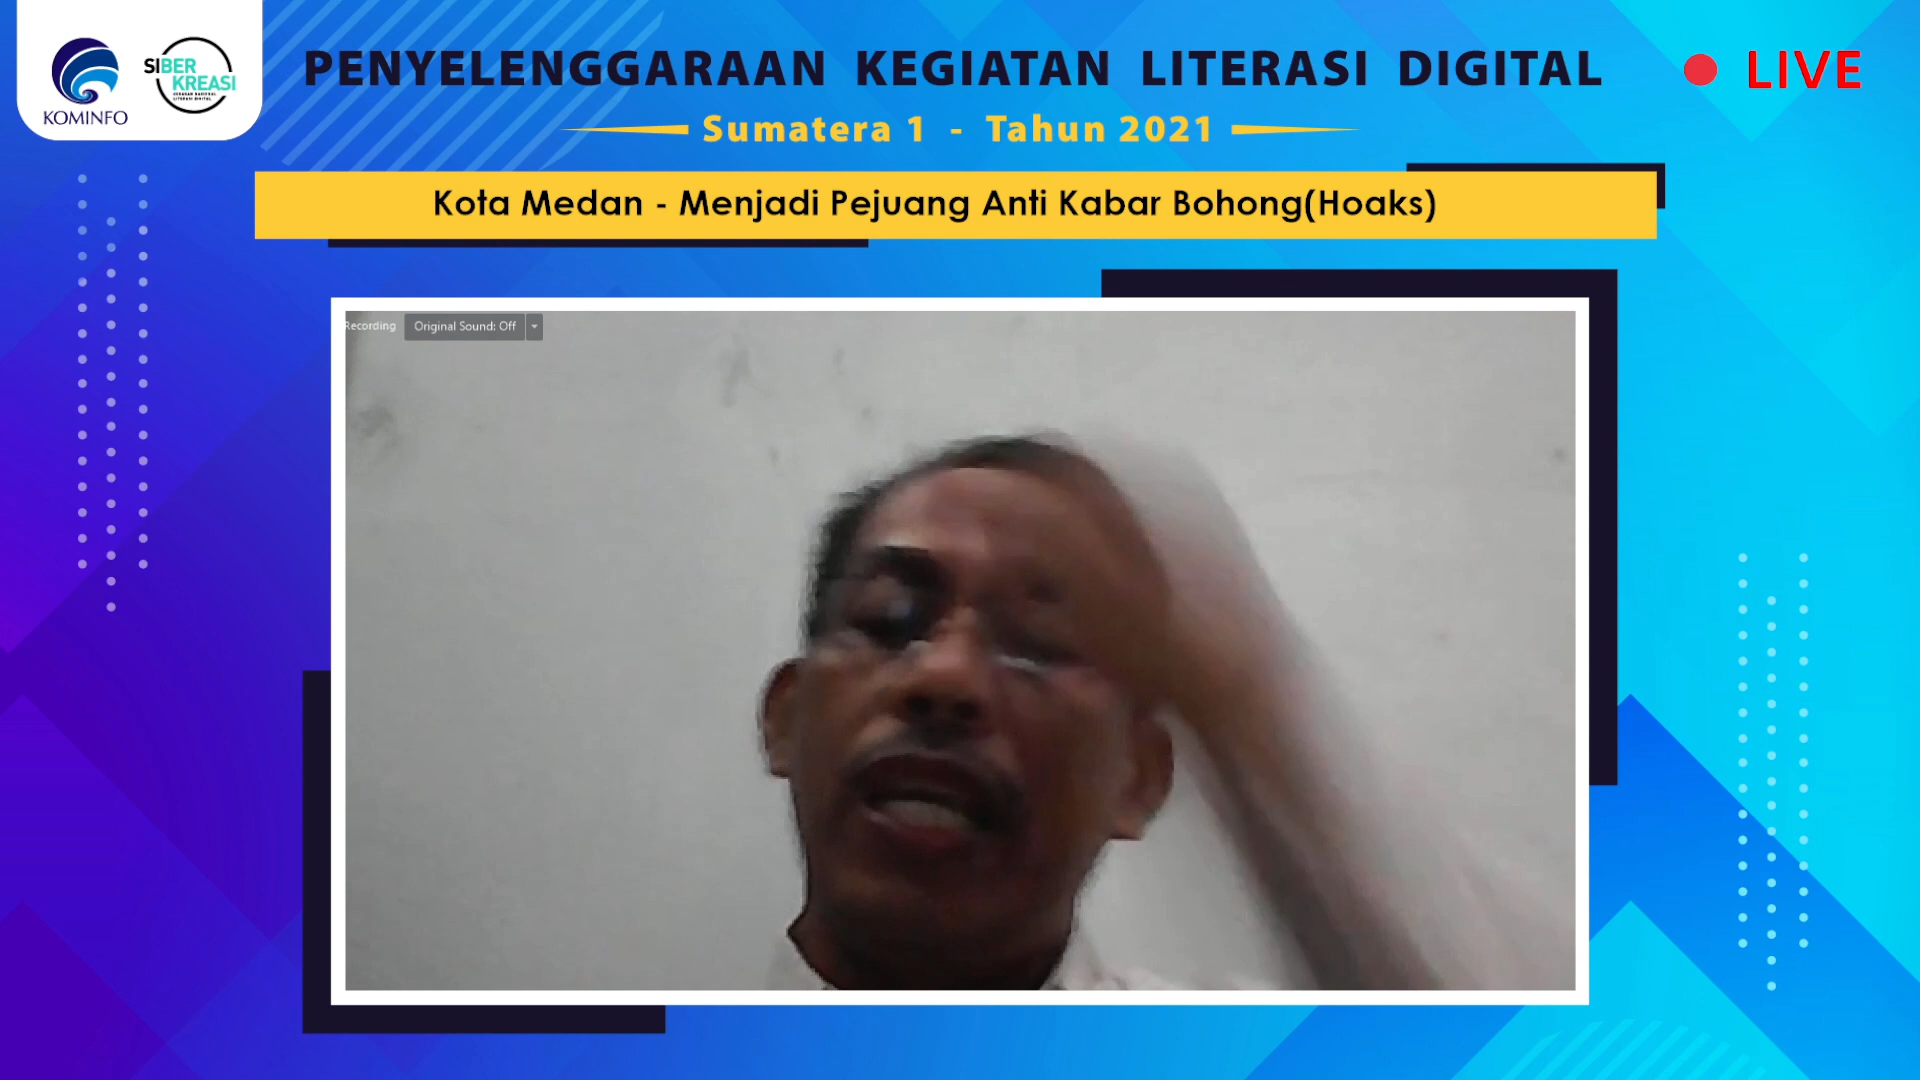 KOMINFO
SIBER
KREASI
PENYELENGGARAAN KEGIATAN LITERASI DIGITAL
LIVE
Sumatera 1 - Tahun 2021
Kota Medan - Menjadi Pejuang Anti Kabar Bohong(Hoaks)
Recording
Original Sound: Off